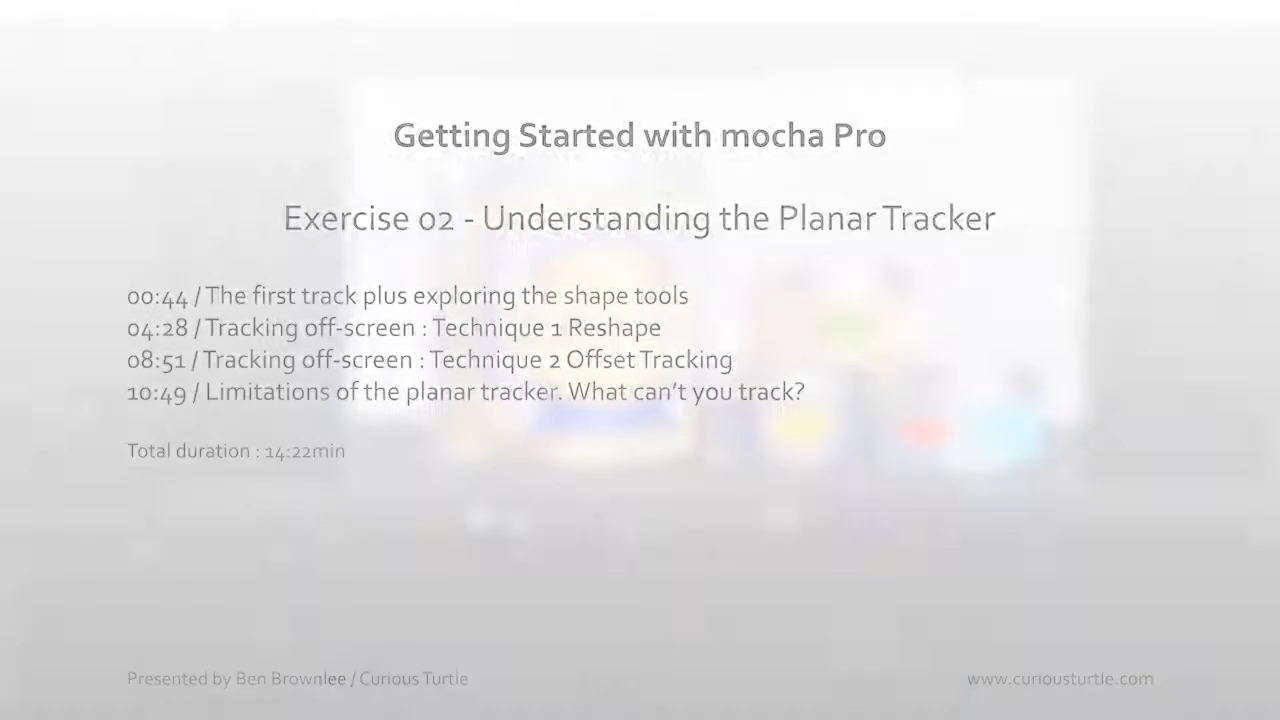 Getting Started with mocha Pro
Exercise 02 - Understanding the Planar Tracker
00:44 / The first track plus exploring the shape tools
04:28 / Tracking off-screen : Technique 1 Reshape
08:51 / Tracking off-screen : Technique 2 Offset Tracking
10:49 / Limitations of the planar tracker. What can't you track?
Total duration : 14:22min
Presented by Ben Brownlee / Curious Turtle
www.curiousturtle.com